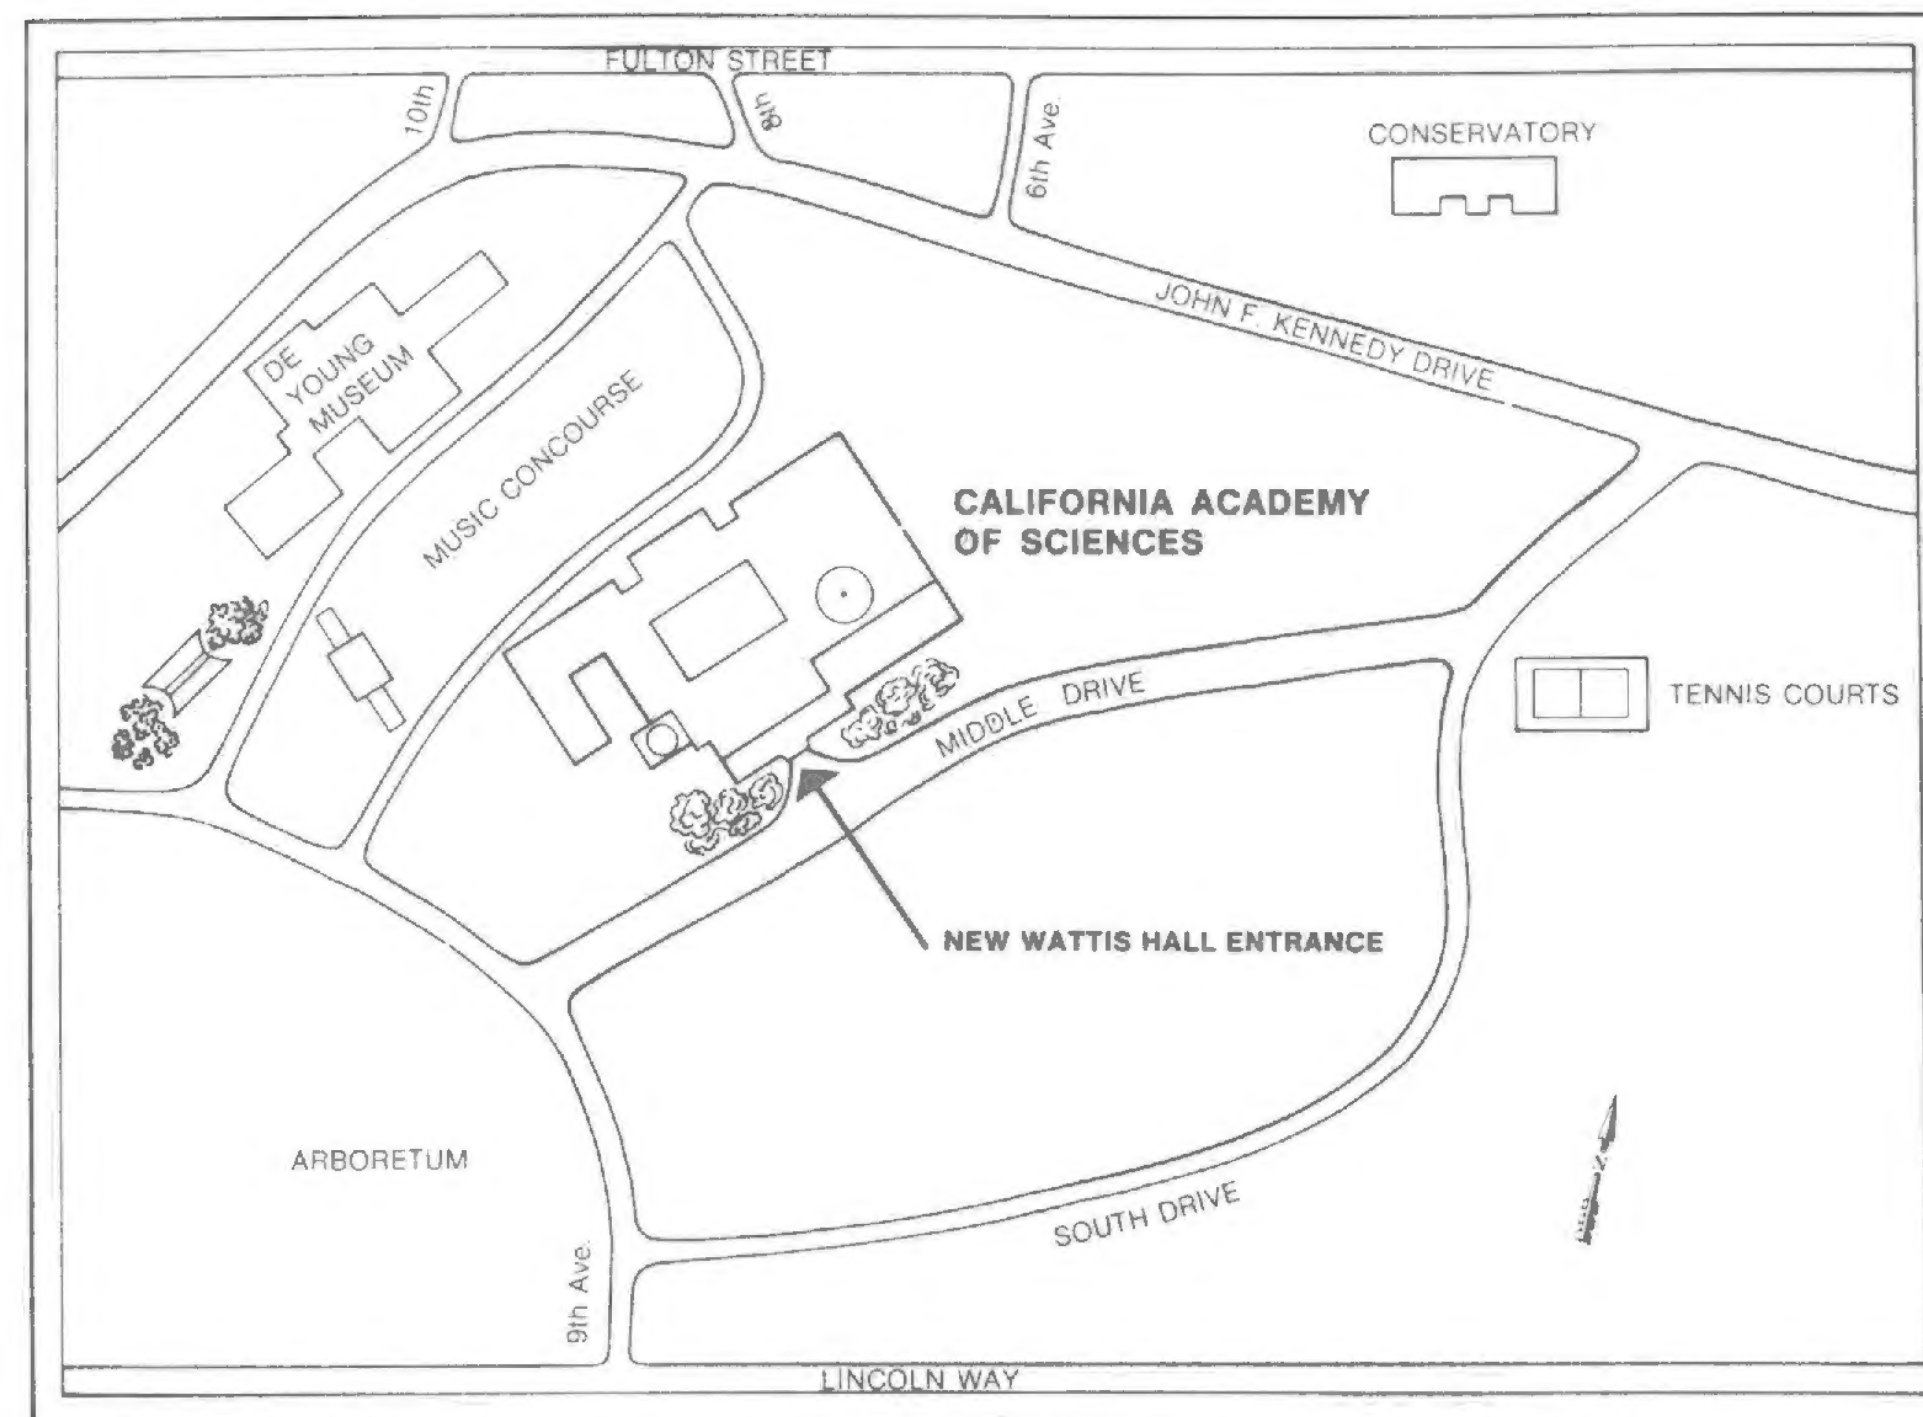 FULTON STREET
10th
8th
6th Ave.
CONSERVATORY
JOHN F. KENNEDY DRIVE
DE
YOUNG
MUSEUM
MUSIC CONCOURSE
CALIFORNIA ACADEMY
OF SCIENCES
MIDDLE DRIVE
TENNIS COURTS
NEW WATTIS HALL ENTRANCE
ARBORETUM
SOUTH DRIVE
N
9th Ave.
LINCOLN WAY